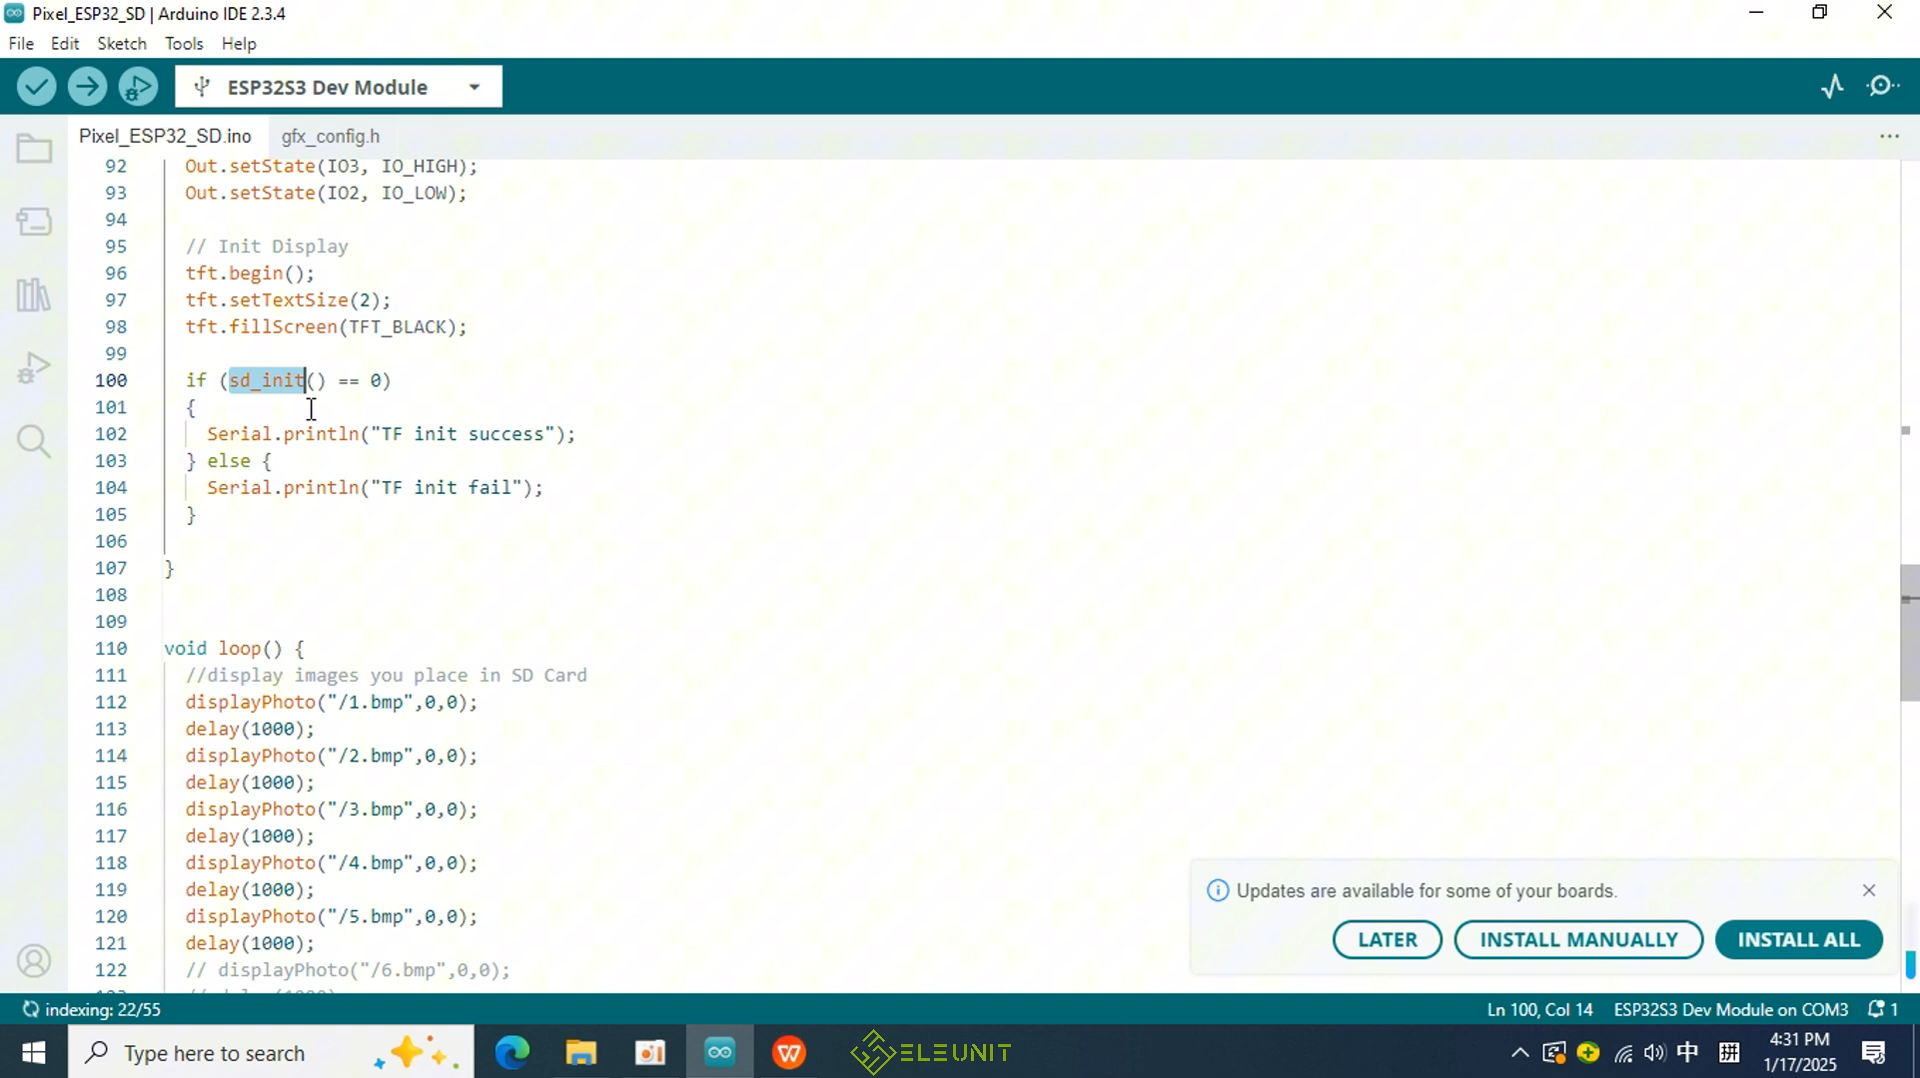 Pixel_ESP32_SD | Arduino IDE 2.3.4
File Edit Sketch Tools Help
ESP32S3 Dev Module
Pixel_ESP32_SD.ino gfx_config.h
92 Out.setState(IO3, IO_HIGH);
93 Out.setState(IO2, IO_LOW);
94
95 // Init Display
96 tft.begin();
97 tft.setTextSize(2);
98 tft.fillScreen(TFT_BLACK);
99
100 if (sd_init() == 0)
101 {
102 Serial.println("TF init success");
103 } else {
104 Serial.println("TF init fail");
105 }
106
107 }
108
109
110 void loop() {
111 //display images you place in SD Card
112 displayPhoto("/1.bmp",0,0);
113 delay(1000);
114 displayPhoto("/2.bmp",0,0);
115 delay(1000);
116 displayPhoto("/3.bmp",0,0);
117 delay(1000);
118 displayPhoto("/4.bmp",0,0);
119 delay(1000);
120 displayPhoto("/5.bmp",0,0);
121 delay(1000);
122 // displayPhoto("/6.bmp",0,0);
Updates are available for some of your boards.
LATER INSTALL MANUALLY INSTALL ALL
indexing: 22/55 Ln 100, Col 14 ESP32S3 Dev Module on COM3 1
Type here to search ELEUNIT 中 拼 4:31 PM
1/17/2025